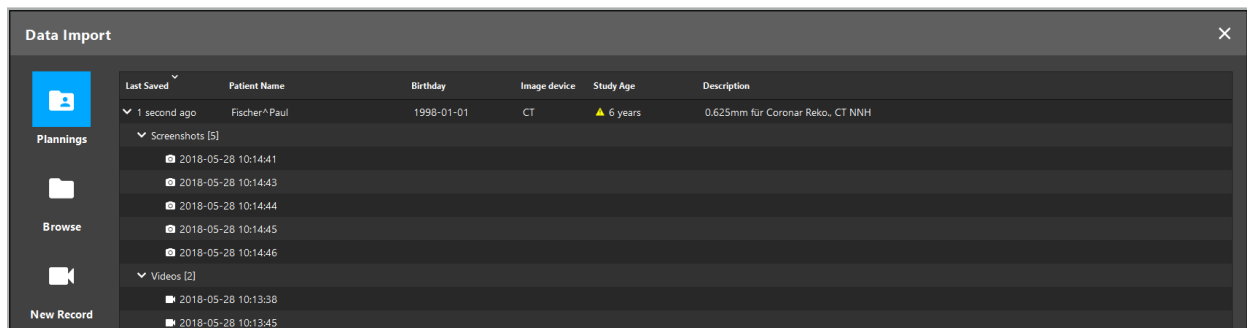 Data Import
Last Saved Patient Name Birthday Image device Study Age Description
1 second ago Fischer^Paul 1998-01-01 CT 6 years 0.625mm für Coronar Reko., CT NNH
Plannings
Screenshots [5]
2018-05-28 10:14:41
2018-05-28 10:14:43
2018-05-28 10:14:44
Browse
2018-05-28 10:14:45
2018-05-28 10:14:46
Videos [2]
2018-05-28 10:13:38
New Record
2018-05-28 10:13:45